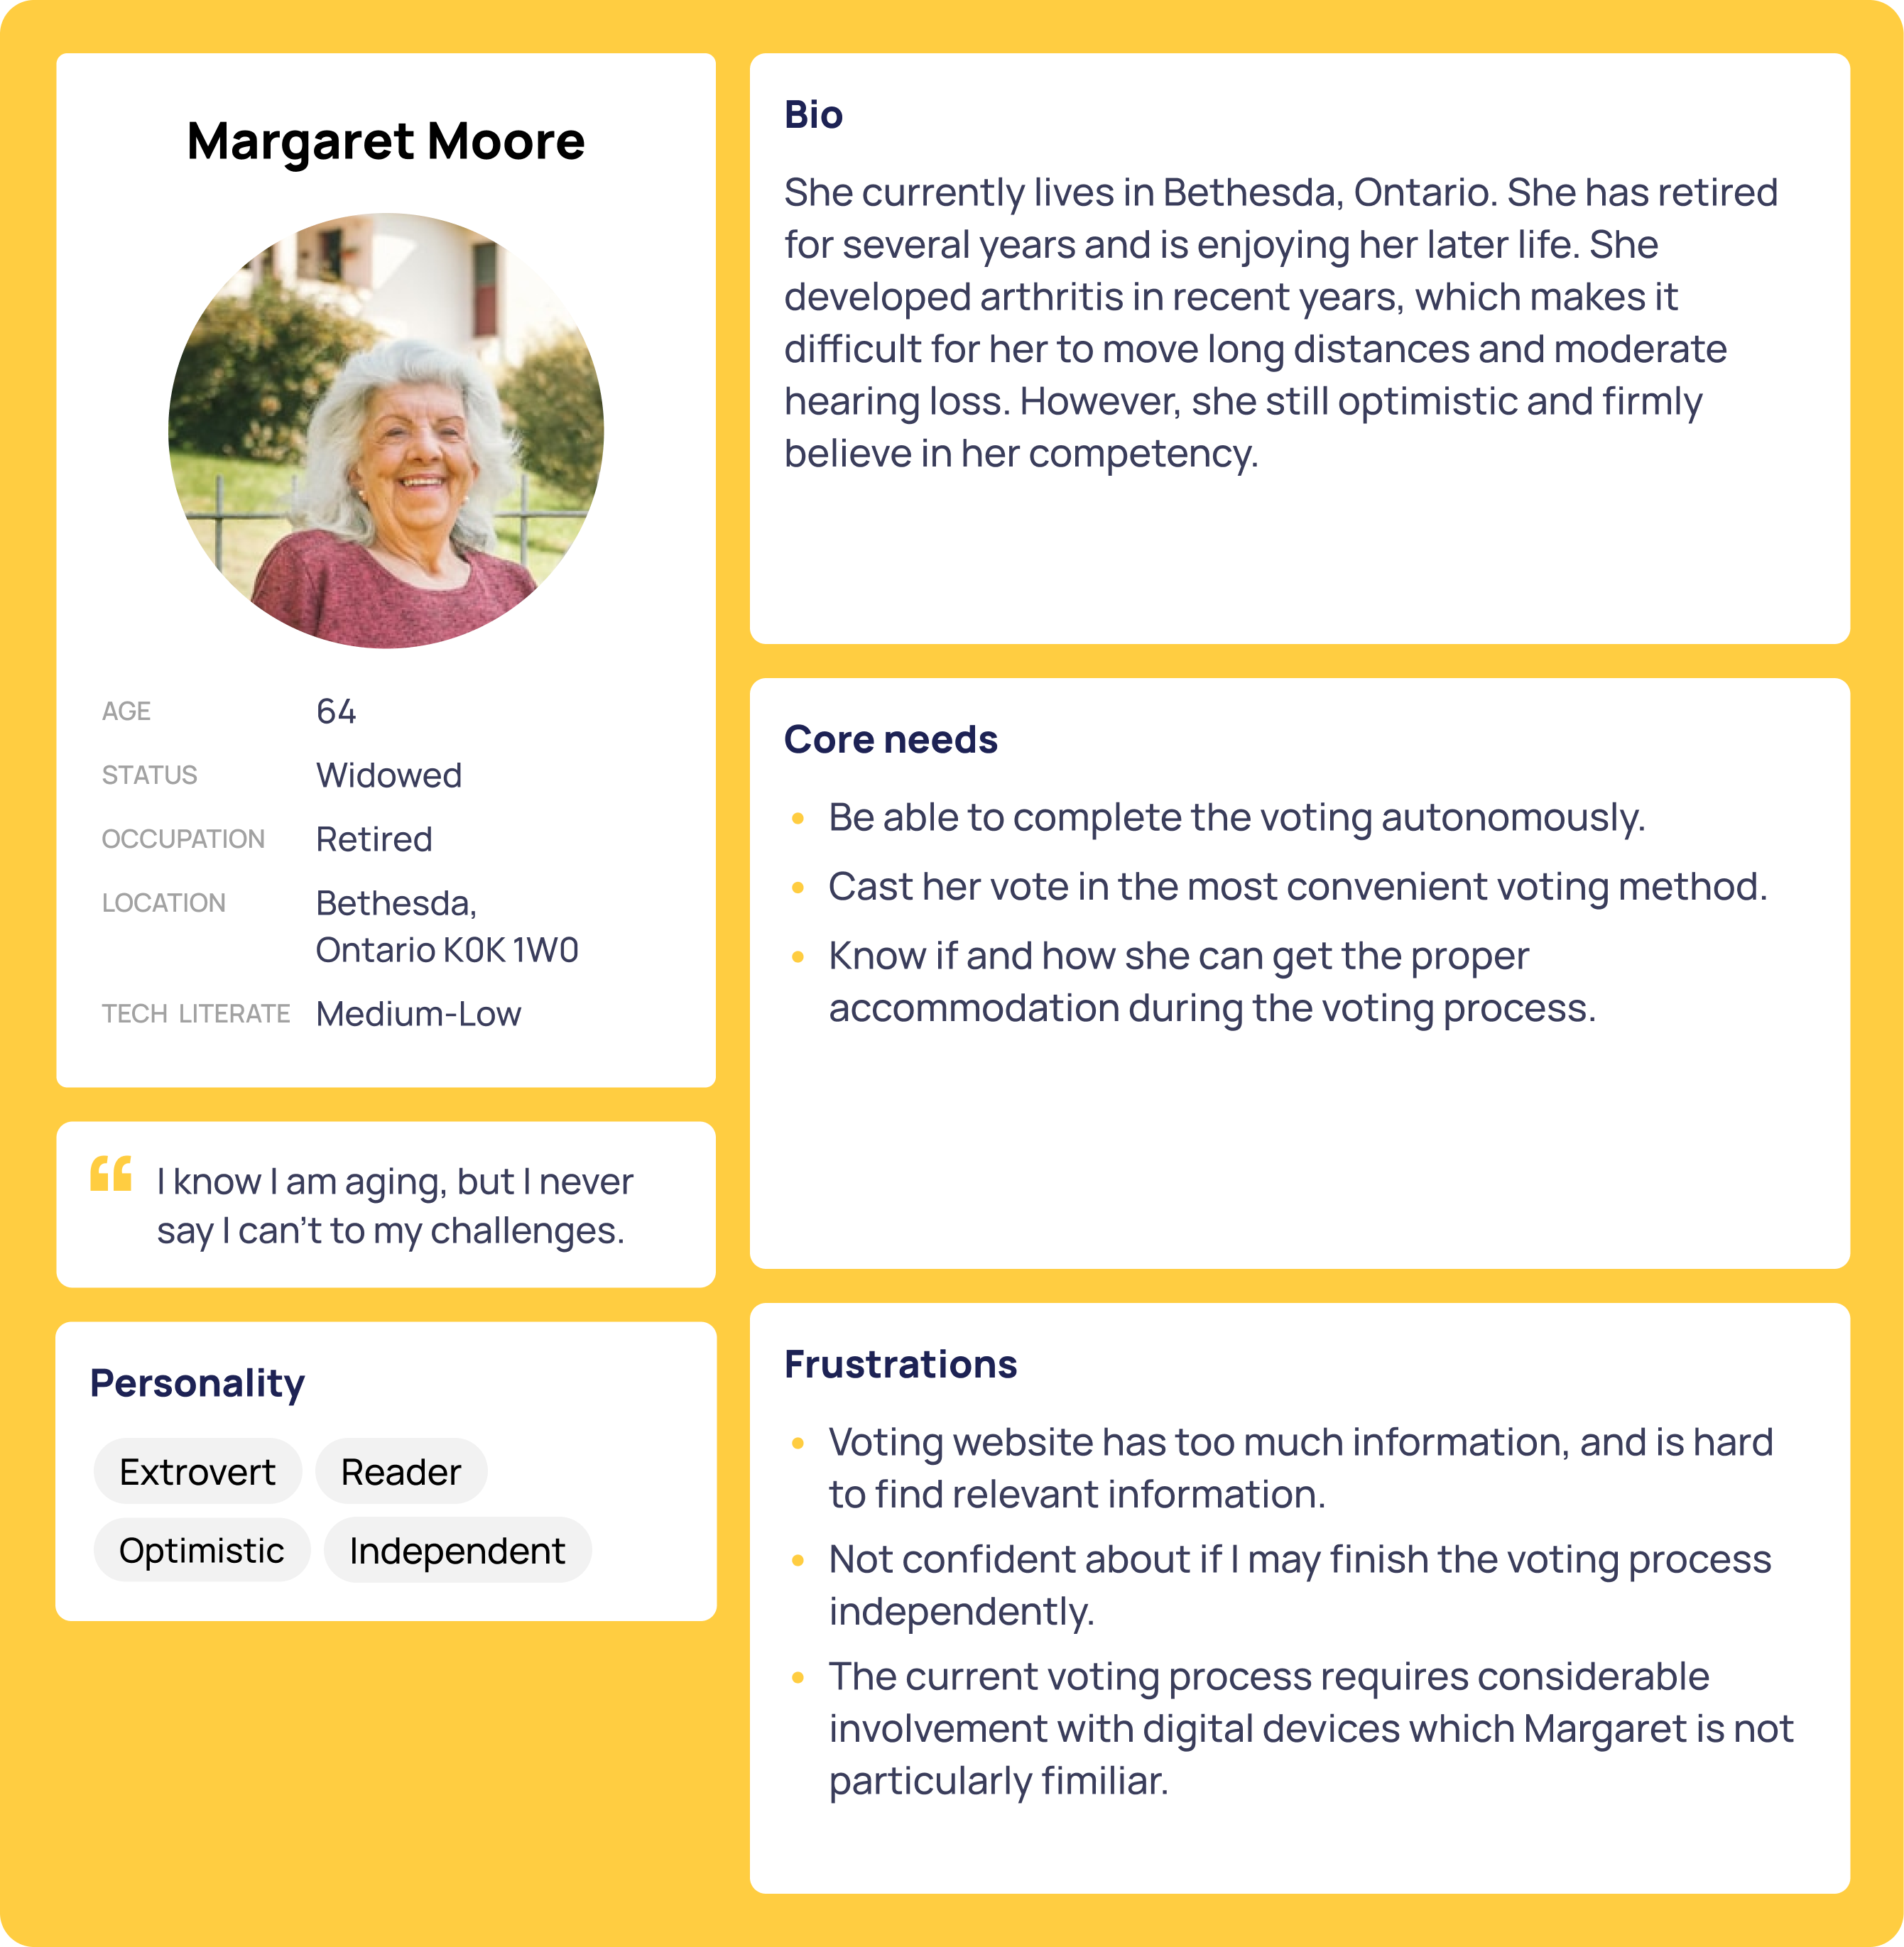 Margaret Moore
AGE 64
STATUS Widowed
OCCUPATION Retired
LOCATION Bethesda,
Ontario K0K 1W0
TECH LITERATE Medium-Low
“ I know I am aging, but I never
say I can’t to my challenges.
Personality
Extrovert Reader
Optimistic Independent
Bio
She currently lives in Bethesda, Ontario. She has retired
for several years and is enjoying her later life. She
developed arthritis in recent years, which makes it
difficult for her to move long distances and moderate
hearing loss. However, she still optimistic and firmly
believe in her competency.
Core needs
• Be able to complete the voting autonomously.
• Cast her vote in the most convenient voting method.
• Know if and how she can get the proper
accommodation during the voting process.
Frustrations
• Voting website has too much information, and is hard
to find relevant information.
• Not confident about if I may finish the voting process
independently.
• The current voting process requires considerable
involvement with digital devices which Margaret is not
particularly fimiliar.